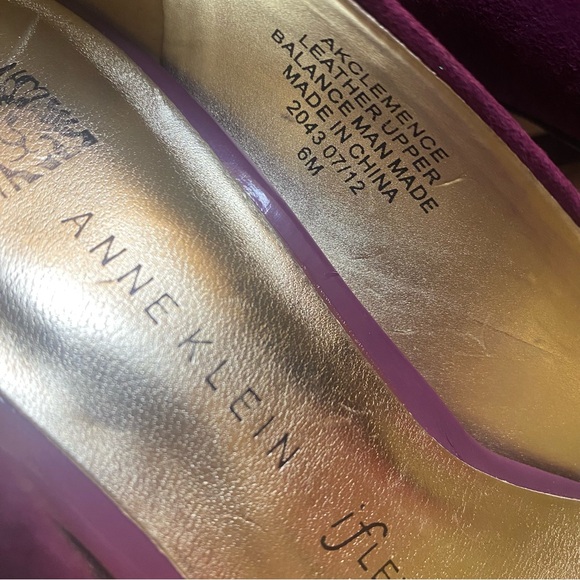 AKCLEMENCE
LEATHER UPPER
BALANCE MAN MADE
MADE IN CHINA
2043 07/12
6M
ANNE KLEIN
ifLE